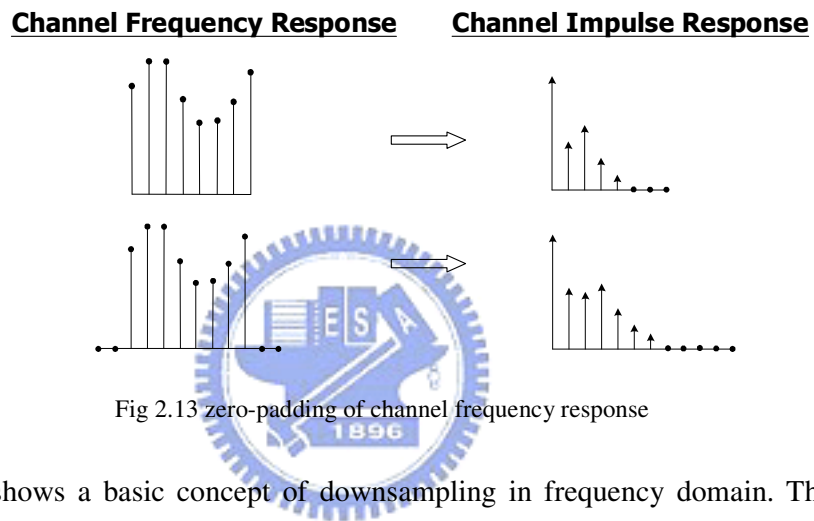 Channel Frequency Response Channel Impulse Response
E S A
Fig 2.13 zero-padding of channel frequency response
1896
shows a basic concept of downsampling in frequency domain. Th